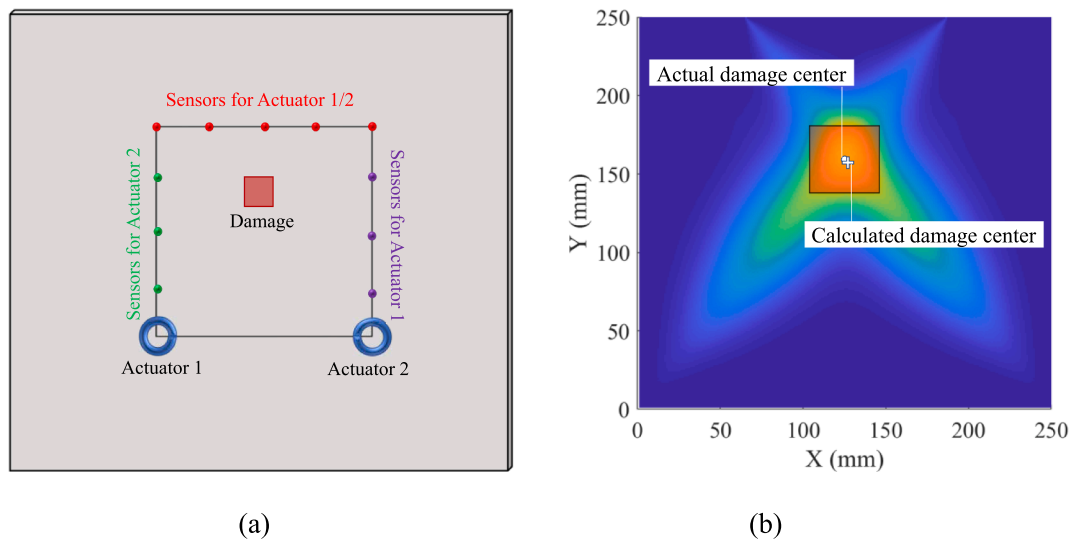 Sensors for Actuator 1/2
Sensors for Actuator 2
Sensors for Actuator 1
Damage
Actuator 1
Actuator 2
(a)
250
200
150
100
50
0
Y (mm)
Actual damage center
Calculated damage center
0
50
100
150
200
250
X (mm)
(b)